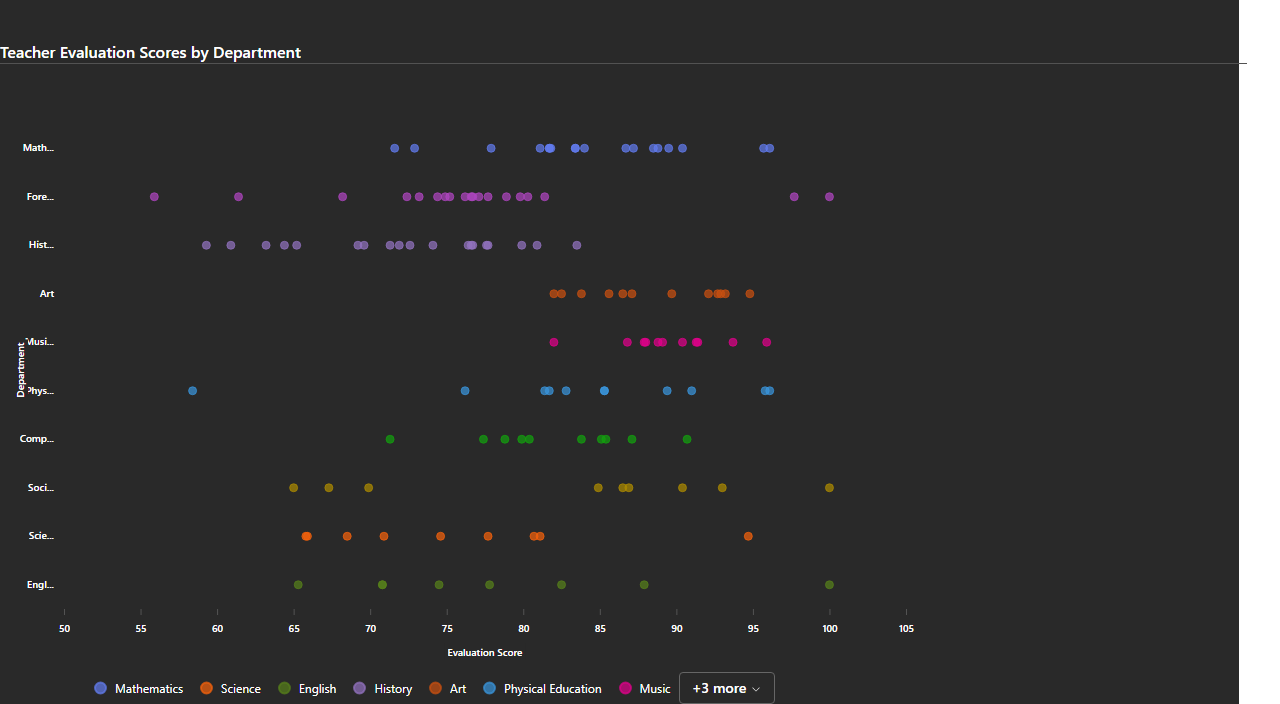 Teacher Evaluation Scores by Department
Math...
Fore...
Hist...
Art
Musi...
Department
Phys...
Comp...
Soci...
Scie...
Engl...
50 55 60 65 70 75 80 85 90 95 100 105
Evaluation Score
Mathematics Science English History Art Physical Education Music +3 more